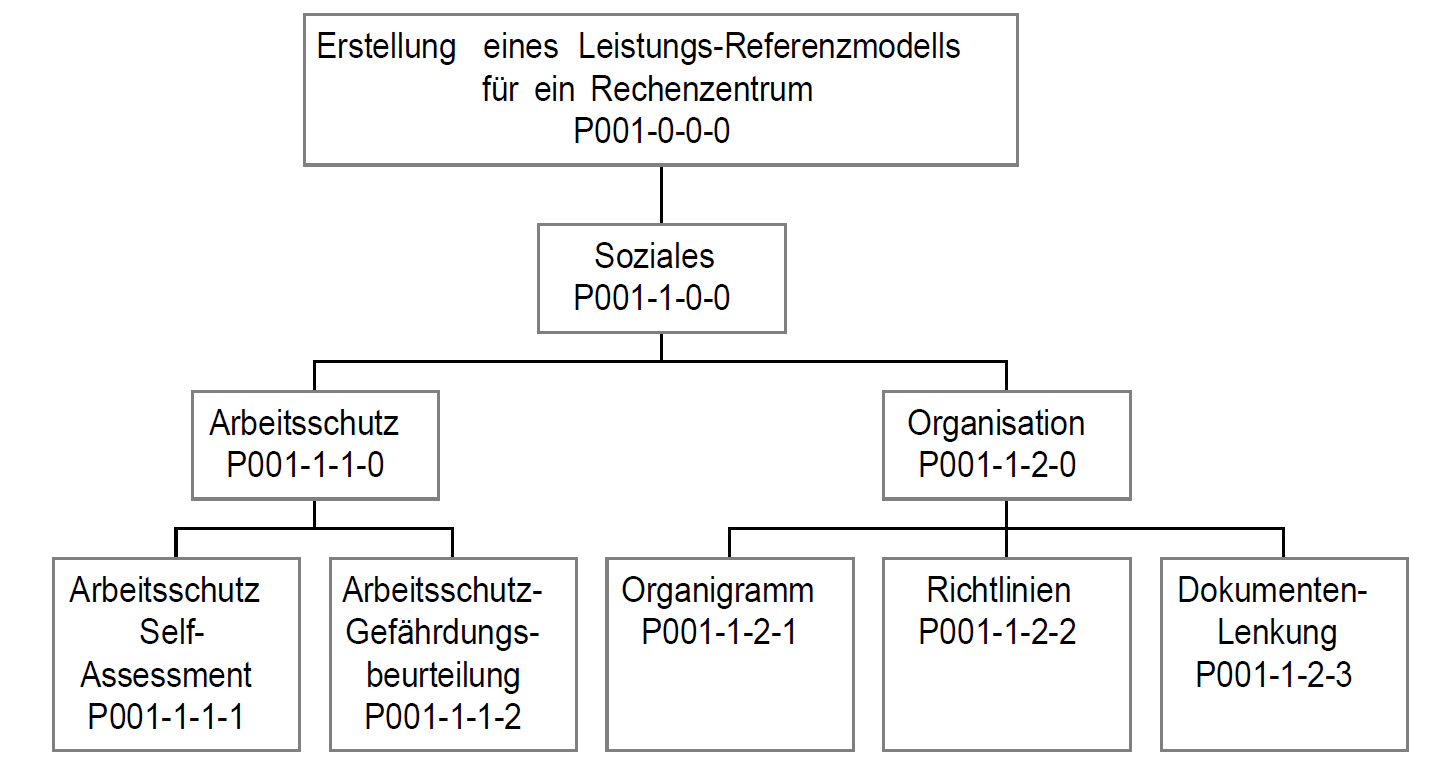 Erstellung eines Leistungs-Referenzmodells
für ein Rechenzentrum
P001-0-0-0
Soziales
P001-1-0-0
Arbeitsschutz
P001-1-1-0
Organisation
P001-1-2-0
Arbeitsschutz
Self-
Assessment
P001-1-1-1
Arbeitsschutz-
Gefährdungs-
beurteilung
P001-1-1-2
Organigramm
P001-1-2-1
Richtlinien
P001-1-2-2
Dokumenten-
Lenkung
P001-1-2-3